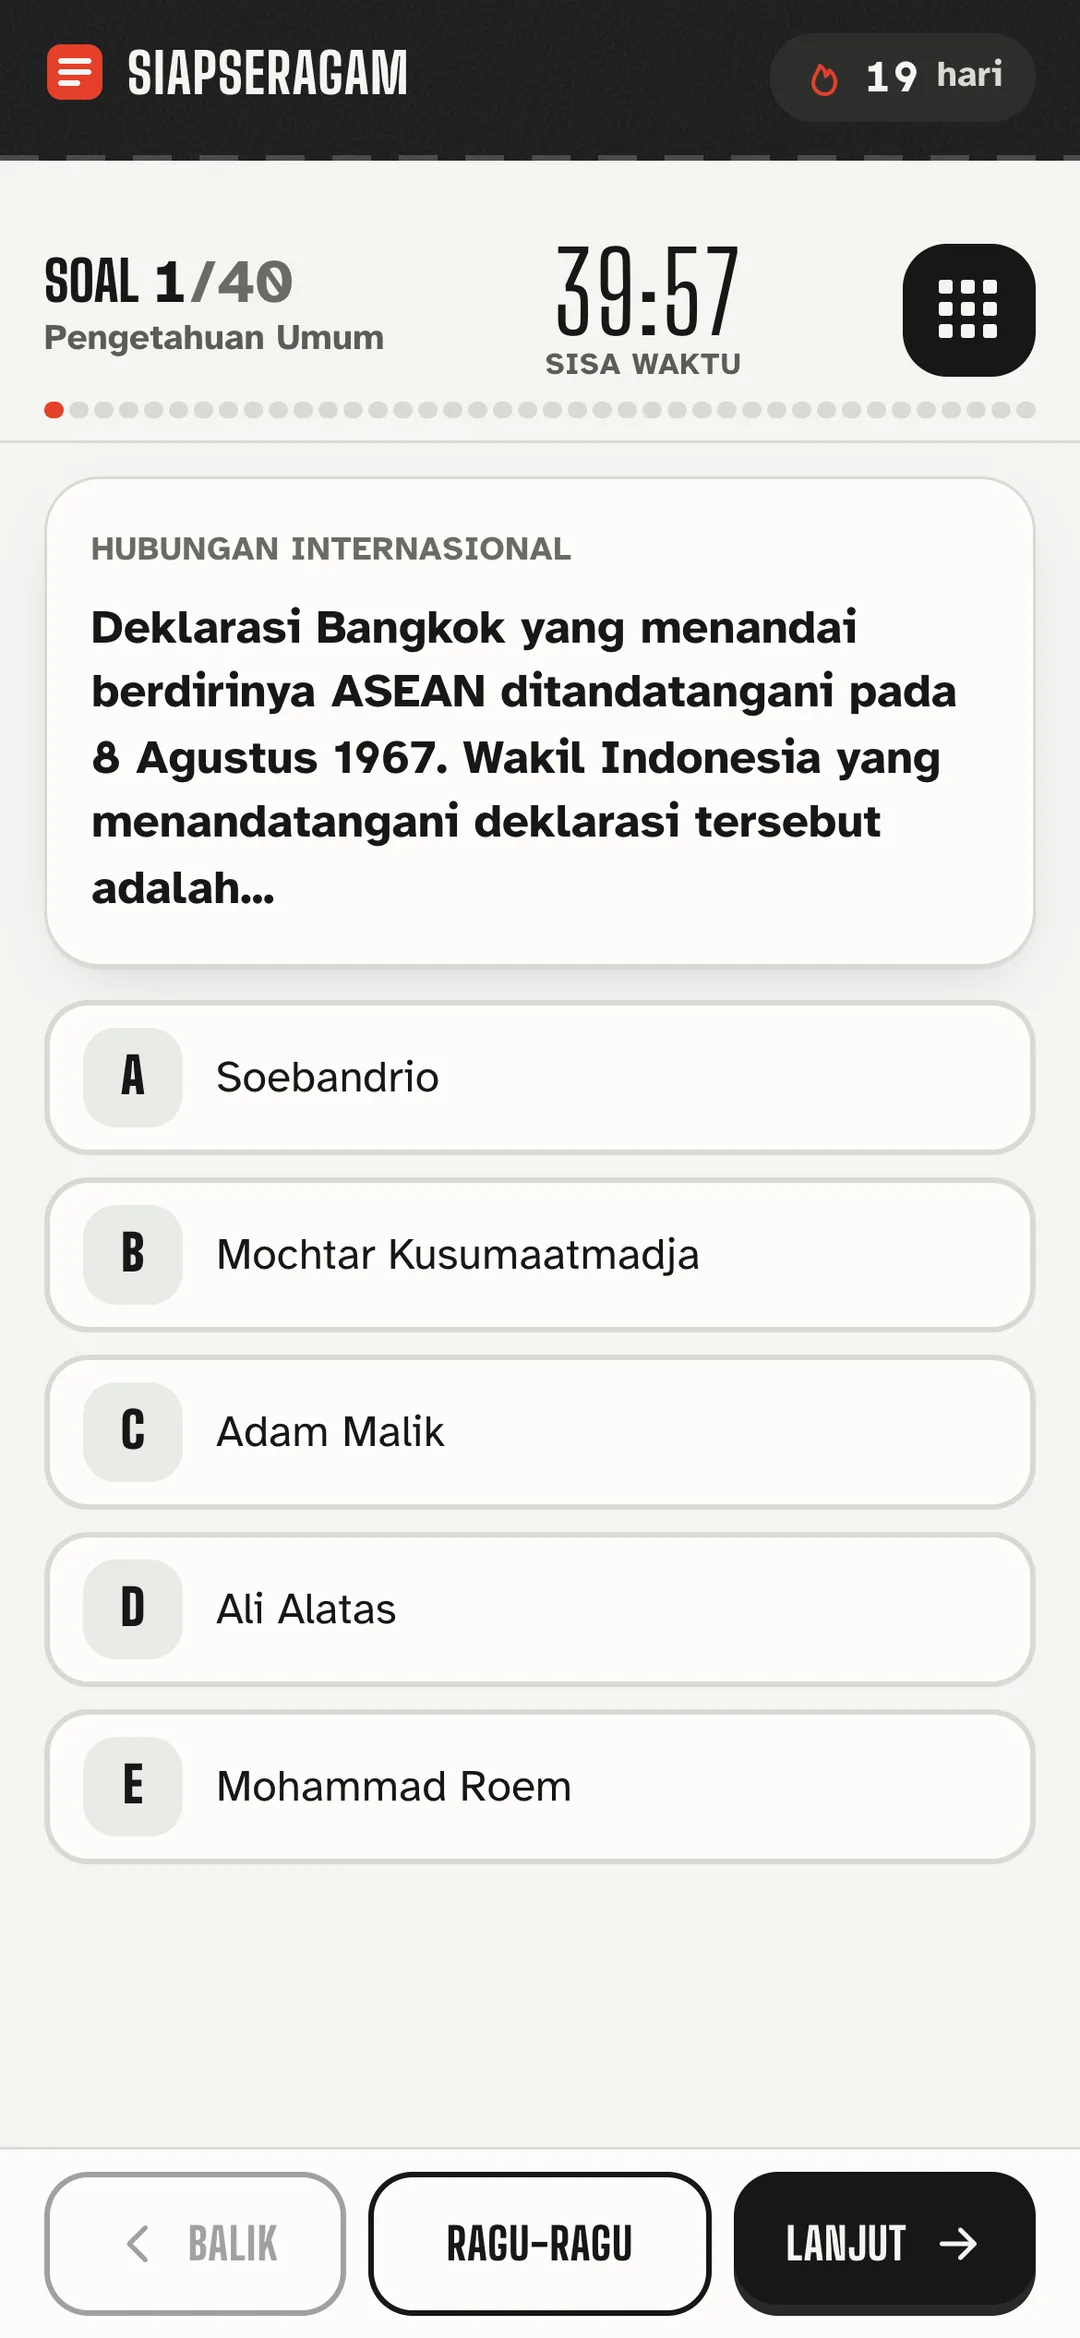 SIAPSERAGAM
19 hari
SOAL 1/40
Pengetahuan Umum
39:57
SISA WAKTU
HUBUNGAN INTERNASIONAL
Deklarasi Bangkok yang menandai
berdirinya ASEAN ditandatangani pada
8 Agustus 1967. Wakil Indonesia yang
menandatangani deklarasi tersebut
adalah...
A Soebandrio
B Mochtar Kusumaatmadja
C Adam Malik
D Ali Alatas
E Mohammad Roem
BALIK
RAGU-RAGU
LANJUT